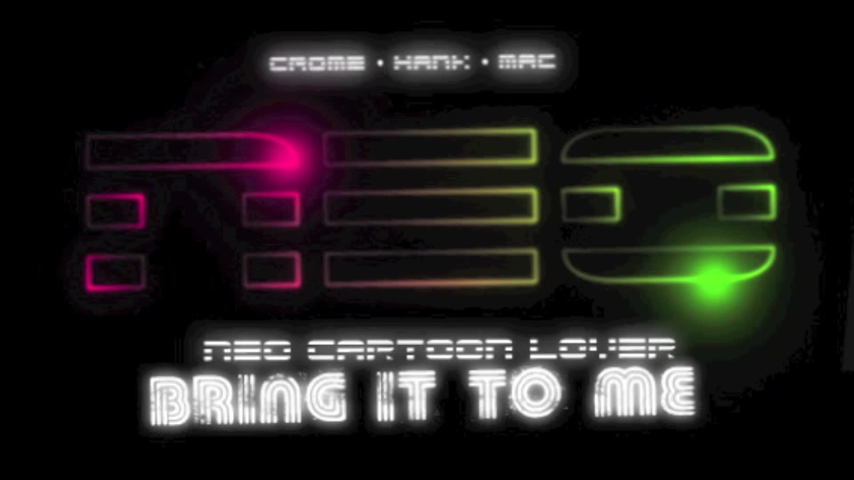 CROME • HANK • MAC
NEO
NEO CARTOON LOVER
BRING IT TO ME